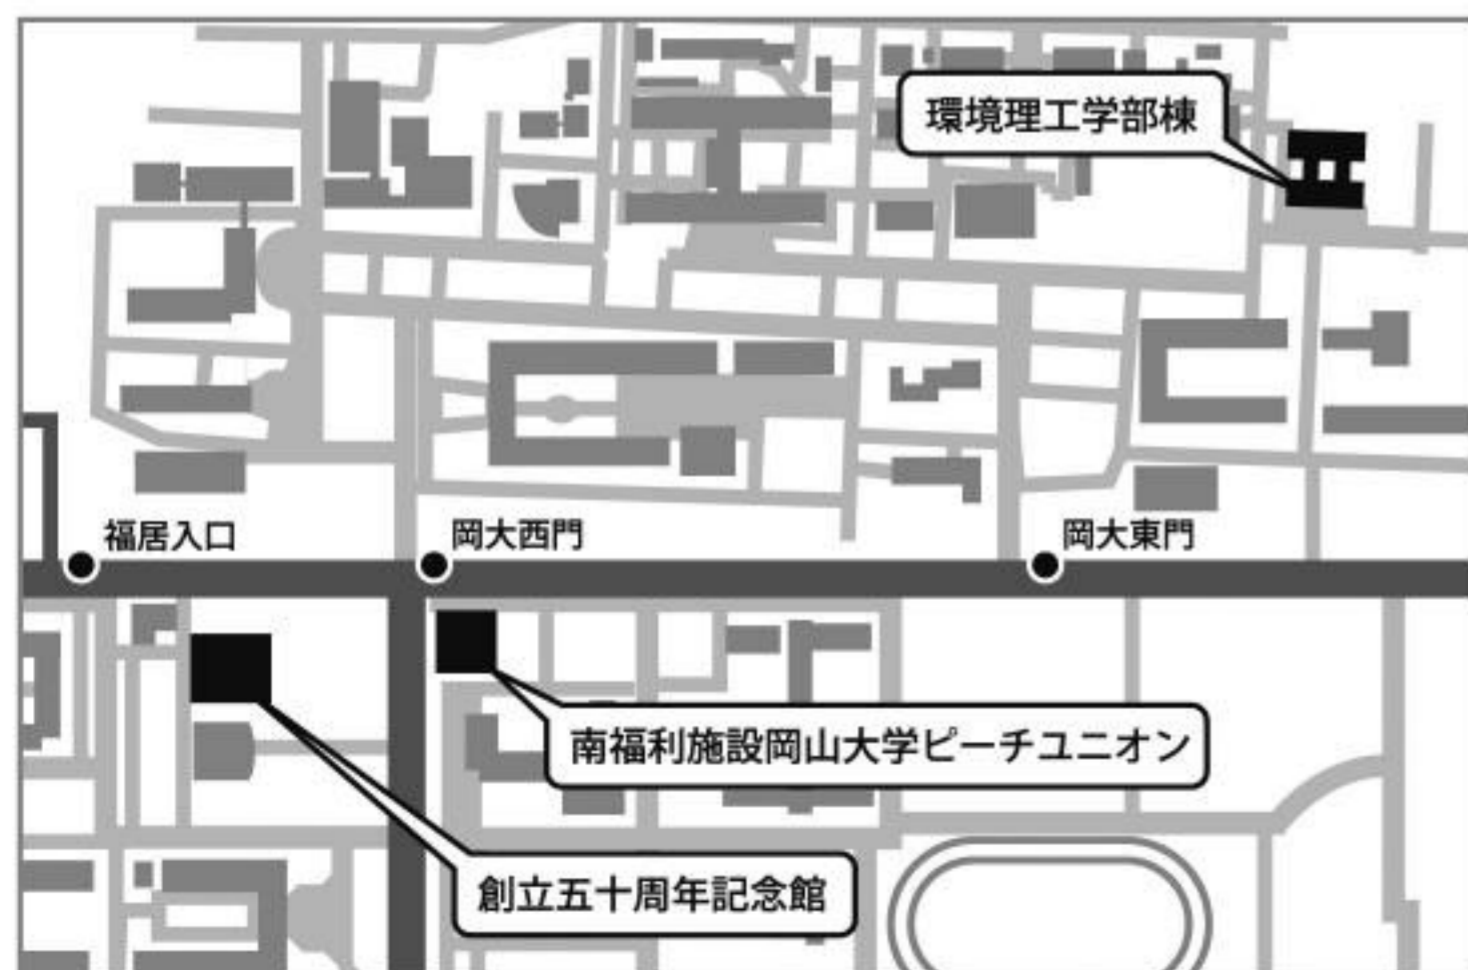 環境理工学部棟
福居入口
岡大西門
岡大東門
南福利施設岡山大学ピーチユニオン
創立五十周年記念館